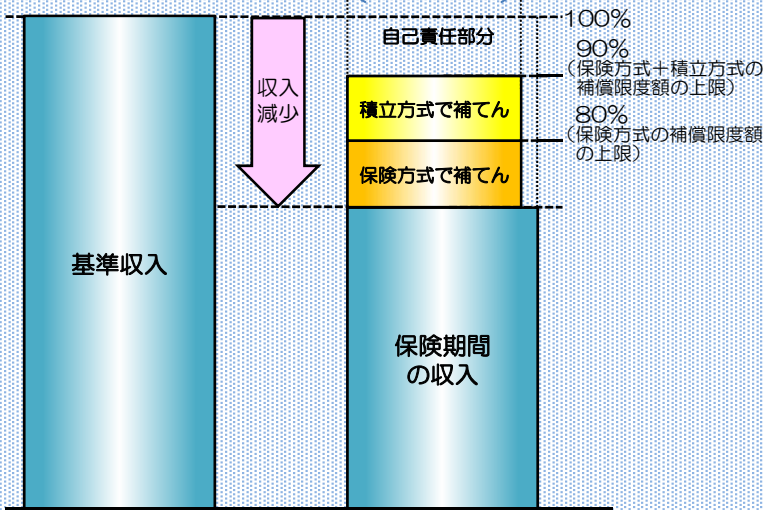 100%
自己責任部分
90%
(保険方式+積立方式の
補償限度額の上限)
収入
減少
積立方式で補てん
80%
(保険方式の補償限度額
の上限)
保険方式で補てん
基準収入
保険期間
の収入